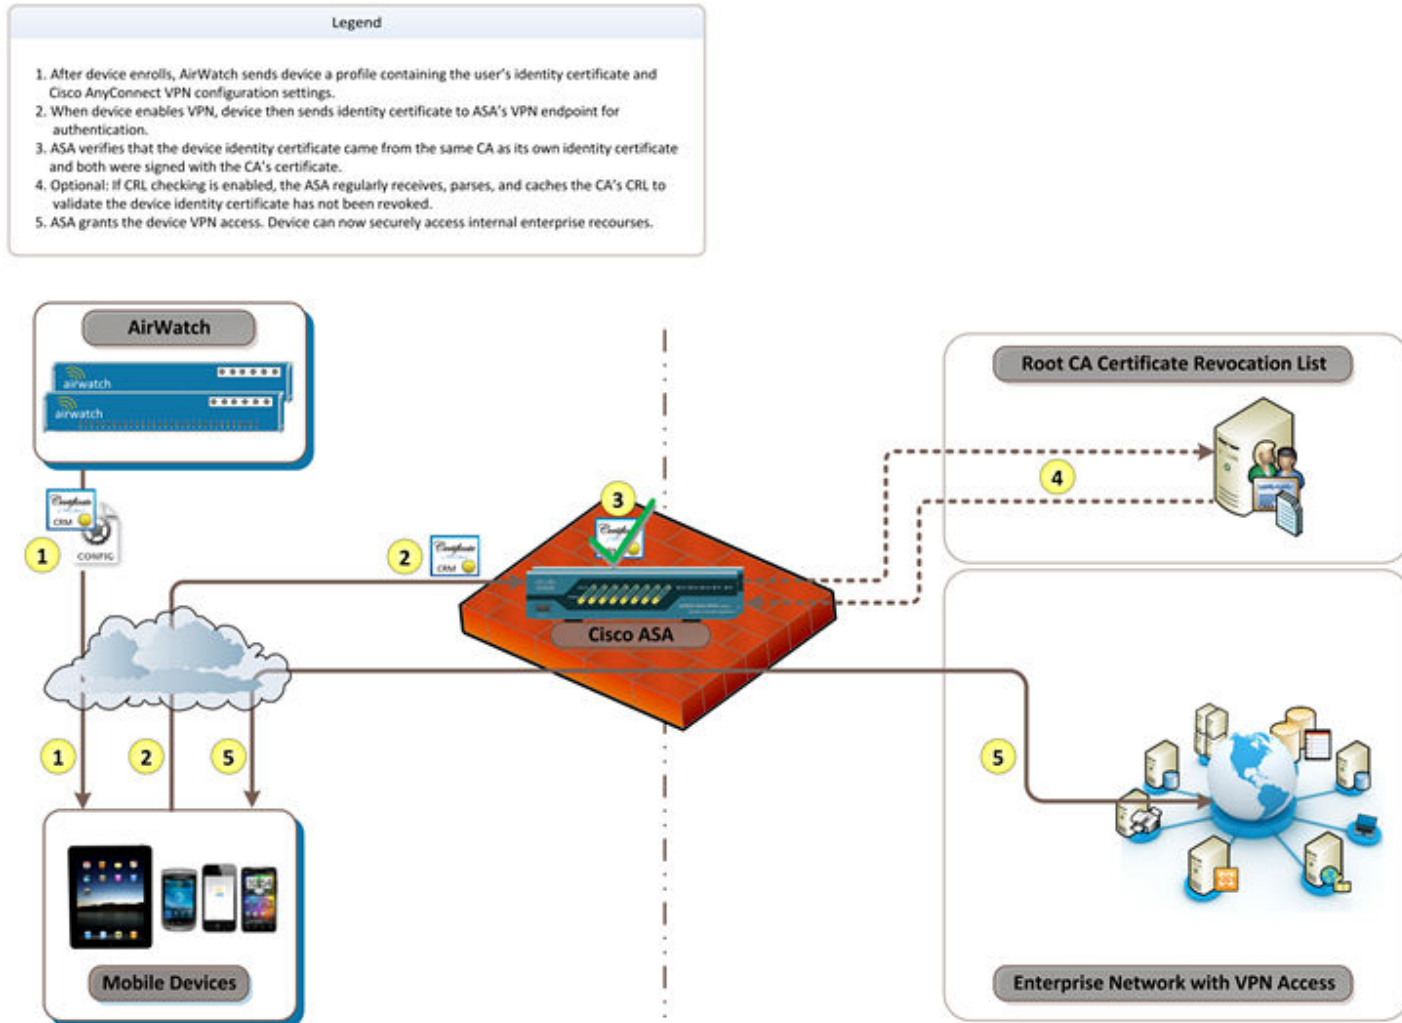 Legend
1. After device enrolls, AirWatch sends device a profile containing the user's identity certificate and
Cisco AnyConnect VPN configuration settings.
2. When device enables VPN, device then sends identity certificate to ASA's VPN endpoint for
authentication.
3. ASA verifies that the device identity certificate came from the same CA as its own identity certificate
and both were signed with the CA's certificate.
4. Optional: If CRL checking is enabled, the ASA regularly receives, parses, and caches the CA's CRL to
validate the device identity certificate has not been revoked.
5. ASA grants the device VPN access. Device can now securely access internal enterprise recourses.
AirWatch
airwatch
airwatch
Root CA Certificate Revocation List
4
Certificate
CRM
1
CONFIG
3
Certificate
2
Certificate
CRM
Cisco ASA
1
2
5
5
Mobile Devices
Enterprise Network with VPN Access